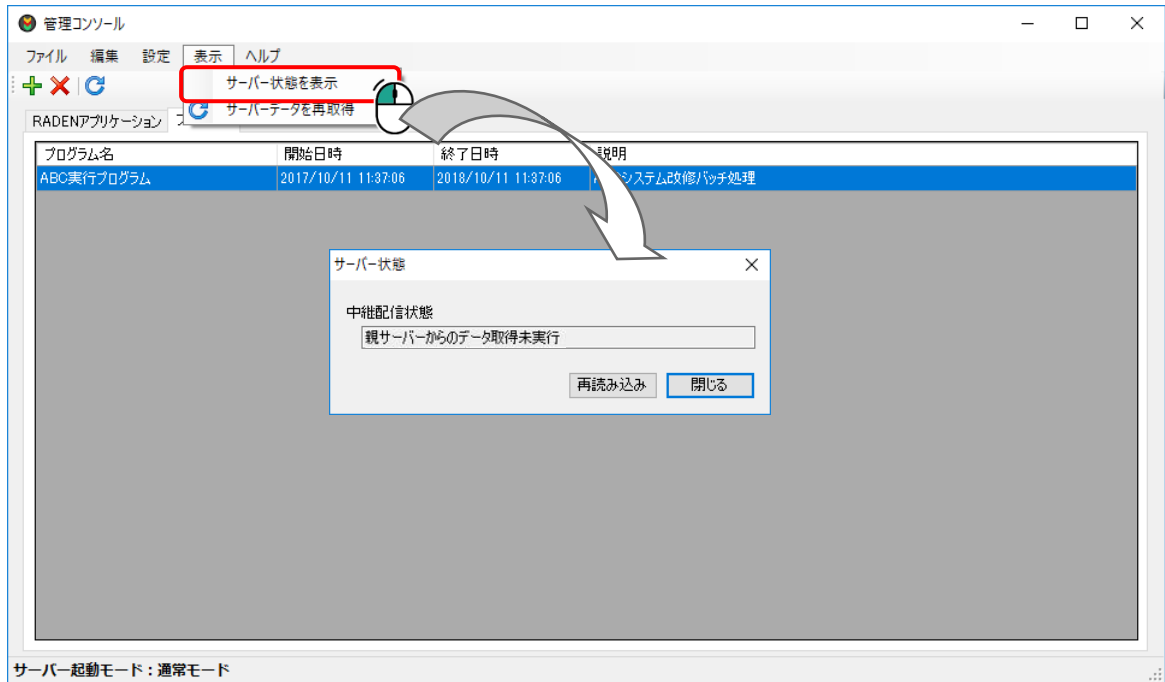 管理コンソール
ファイル 編集 設定 表示 ヘルプ
サーバー状態を表示
サーバーデータを再取得
RADENアプリケーション
プログラム名 開始日時 終了日時 説明
ABC実行プログラム 2017/10/11 11:37:06 2018/10/11 11:37:06 システム改修バッチ処理
サーバー状態
中継配信状態
親サーバーからのデータ取得未実行
再読み込み 閉じる
サーバー起動モード：通常モード